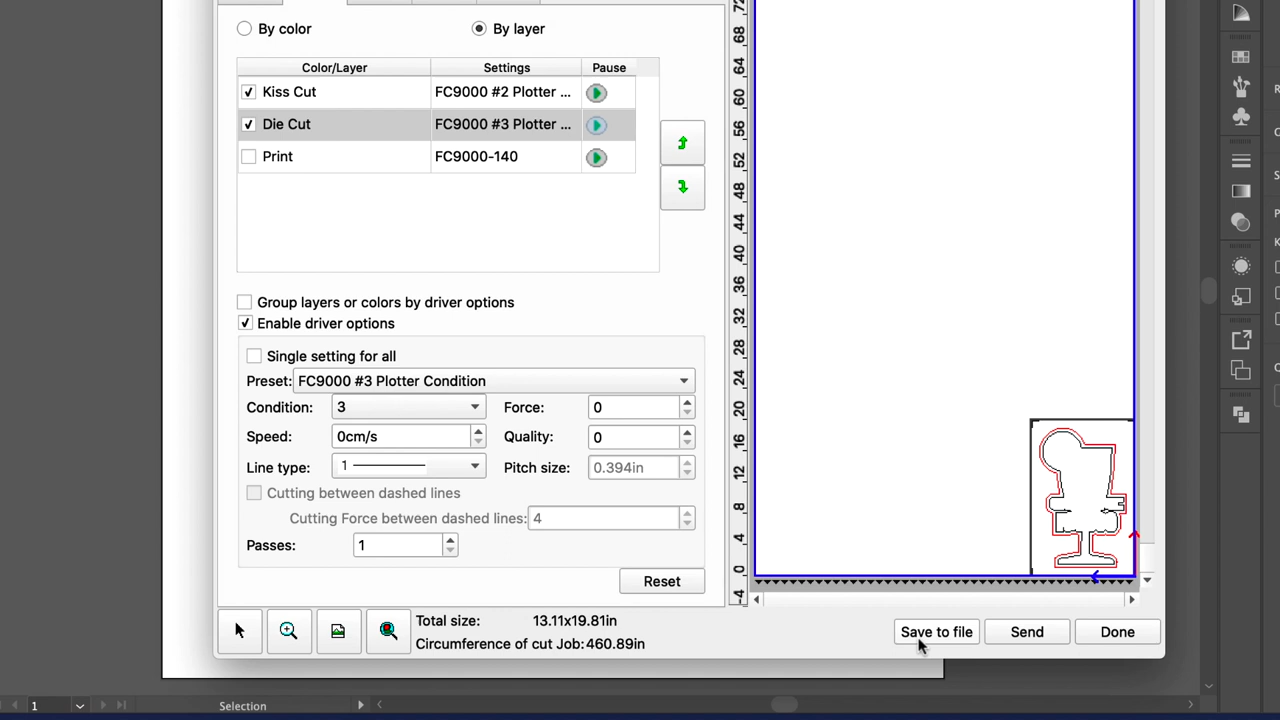 By color By layer
Color/Layer Settings Pause
Kiss Cut FC9000 #2 Plotter ...
Die Cut FC9000 #3 Plotter ...
Print FC9000-140
Group layers or colors by driver options
Enable driver options
Single setting for all
Preset: FC9000 #3 Plotter Condition
Condition: 3 Force: 0
Speed: 0cm/s Quality: 0
Line type: 1 Pitch size: 0.394in
Cutting between dashed lines
Cutting Force between dashed lines: 4
Passes: 1
Reset
72
68
64
60
56
52
48
44
40
36
32
28
24
20
16
12
8
4
0
-4
Total size: 13.11x19.81in
Circumference of cut Job: 460.89in
Save to file Send Done
1 Selection